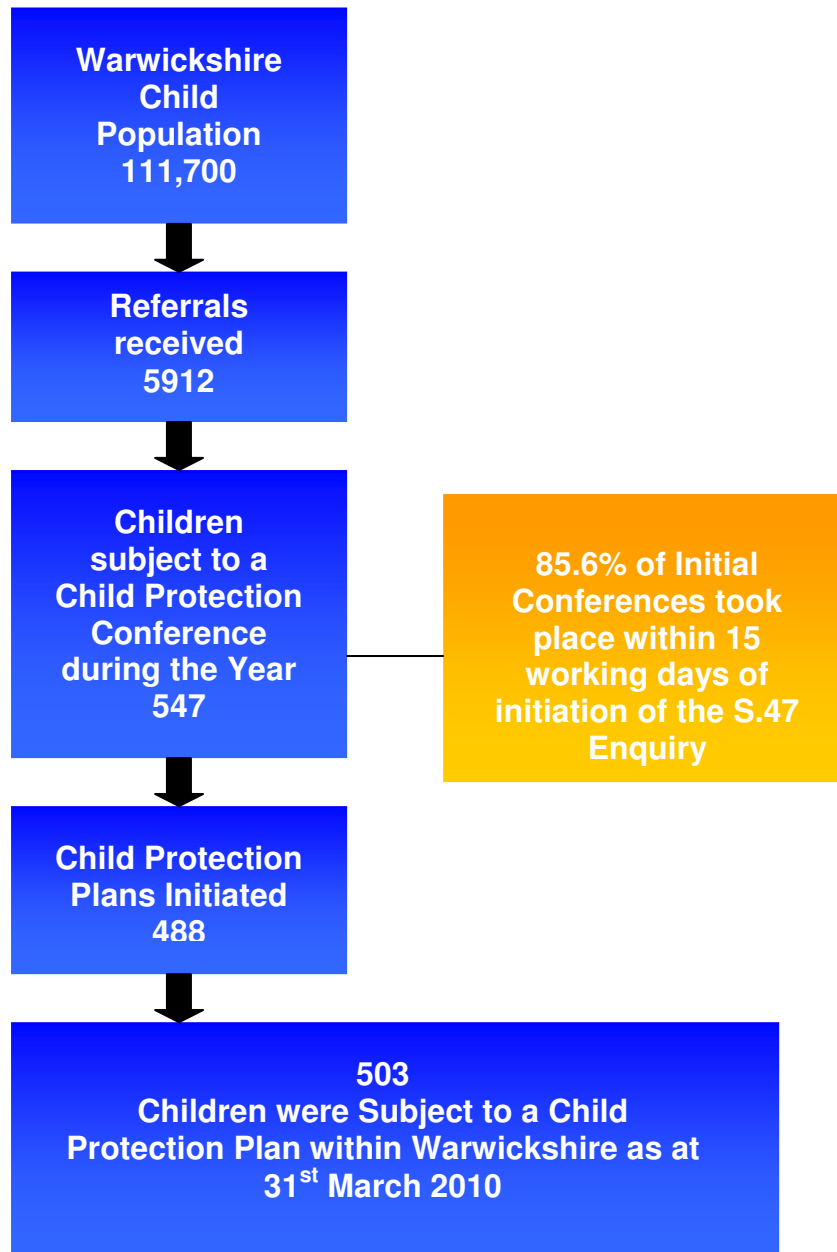 Warwickshire
Child
Population
111,700
Referrals
received
5912
Children
subject to a
Child Protection
Conference
during the Year
547
85.6% of Initial
Conferences took
place within 15
working days of
initiation of the S.47
Enquiry
Child Protection
Plans Initiated
488
503
Children were Subject to a Child
Protection Plan within Warwickshire as at
31st March 2010